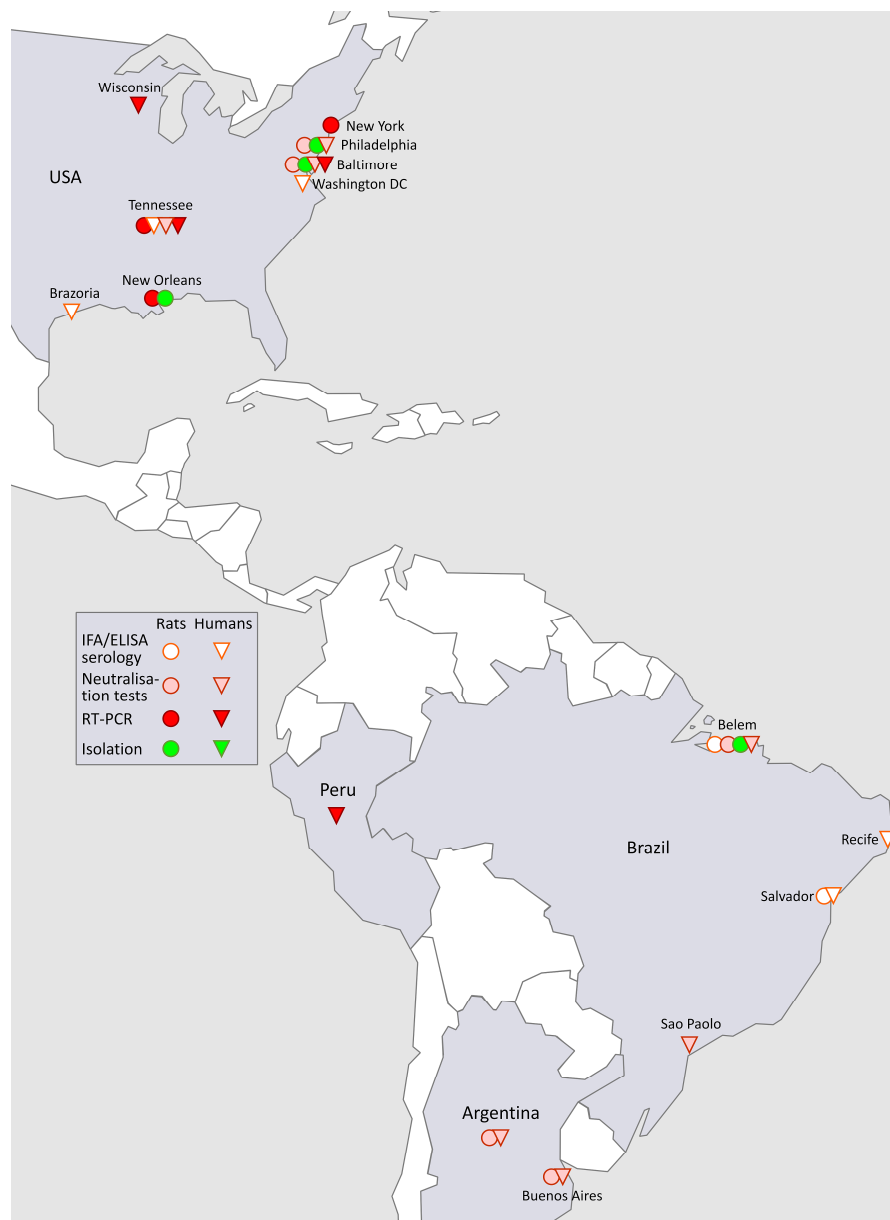 Wisconsin
New York
Philadelphia
Baltimore
USA
Washington DC
Tennessee
New Orleans
Brazoria
Rats Humans
IFA/ELISA
serology
Neutralisa-
tion tests
RT-PCR
Isolation
Belem
Peru
Recife
Brazil
Salvador
Sao Paolo
Argentina
Buenos Aires